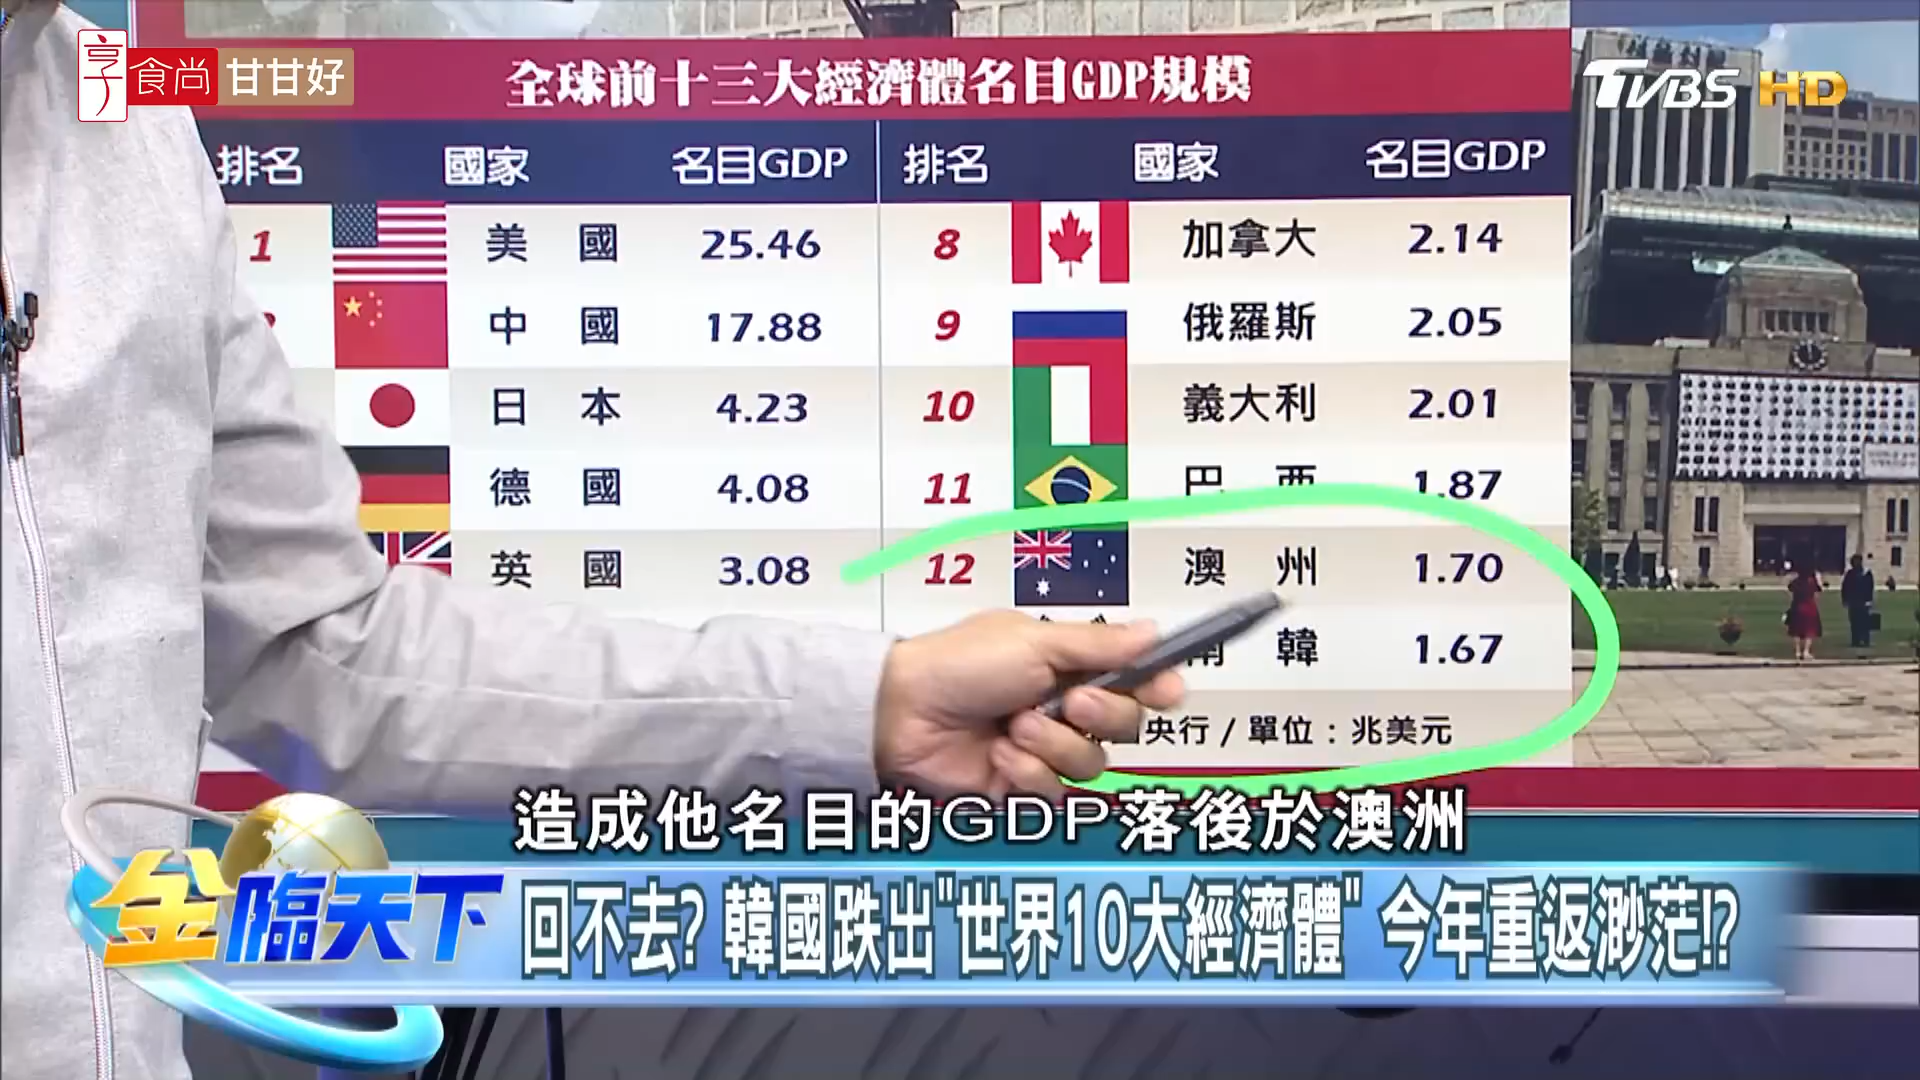 享 食尚 甘甘好
TVBS HD
全球前十三大經濟體名目GDP規模
排名 國家 名目GDP 排名 國家 名目GDP
1 美國 25.46 8 加拿大 2.14
中國 17.88 9 俄羅斯 2.05
日本 4.23 10 義大利 2.01
德國 4.08 11 巴西 1.87
英國 3.08 12 澳州 1.70
南韓 1.67
央行/單位:兆美元
造成他名目的GDP落後於澳洲
金臨天下
回不去? 韓國跌出"世界10大經濟體" 今年重返渺茫!?